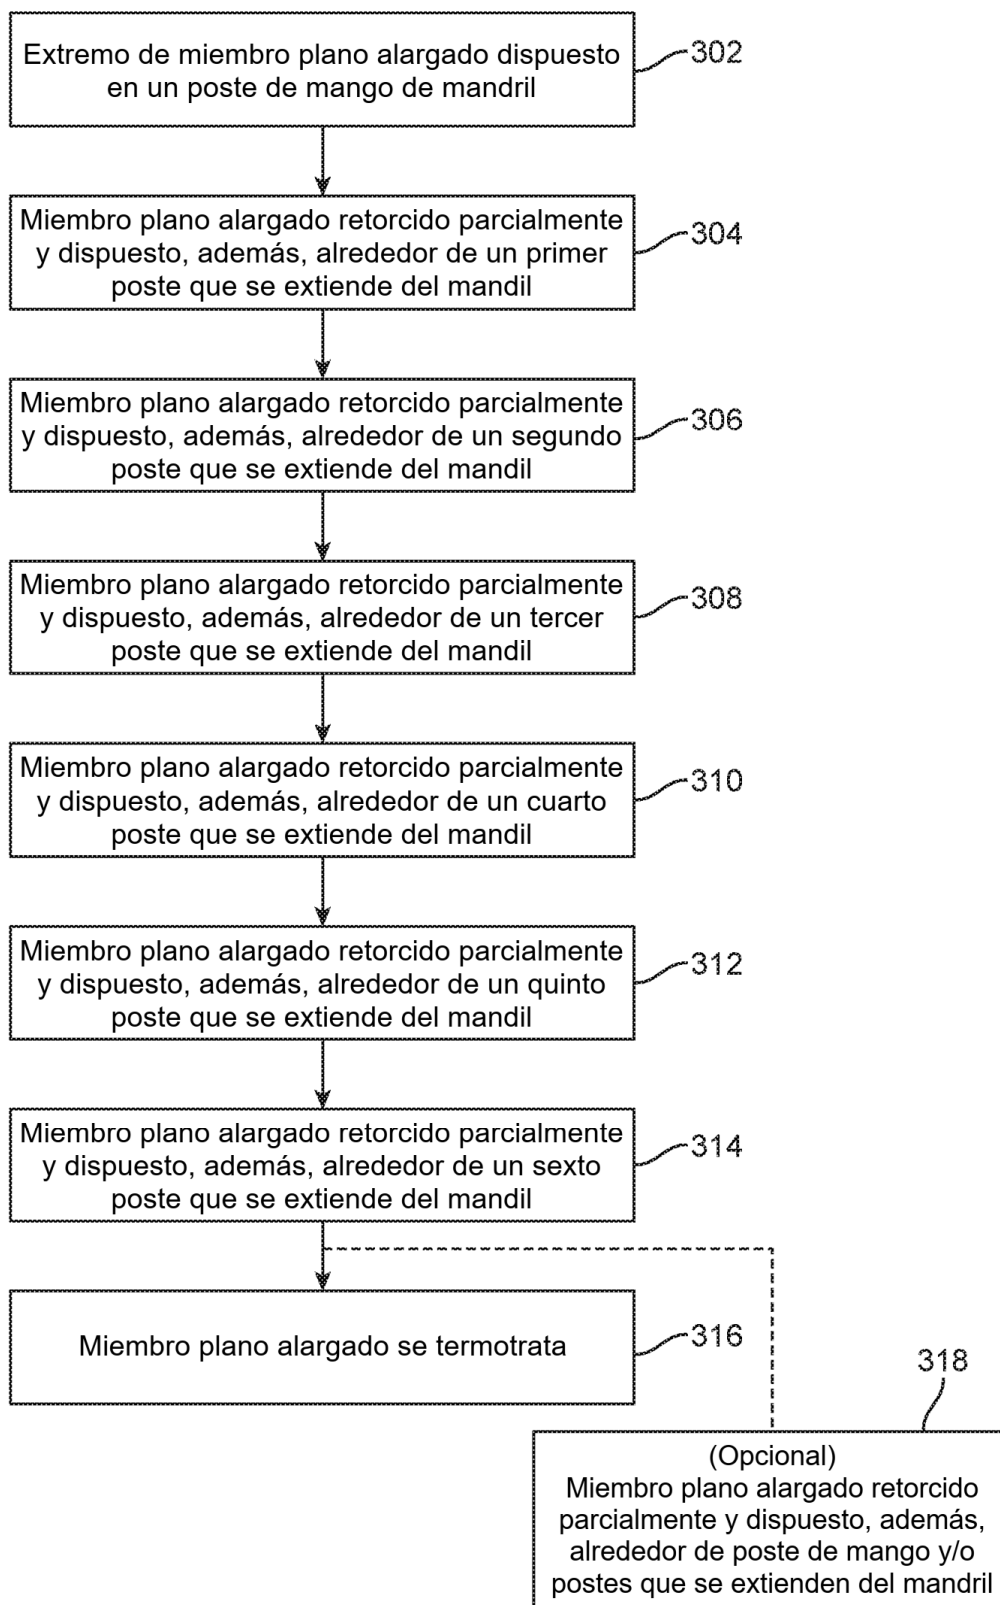 Extremo de miembro plano alargado dispuesto
en un poste de mango de mandril
302
Miembro plano alargado retorcido parcialmente
y dispuesto, además, alrededor de un primer
poste que se extiende del mandil
304
Miembro plano alargado retorcido parcialmente
y dispuesto, además, alrededor de un segundo
poste que se extiende del mandil
306
Miembro plano alargado retorcido parcialmente
y dispuesto, además, alrededor de un tercer
poste que se extiende del mandil
308
Miembro plano alargado retorcido parcialmente
y dispuesto, además, alrededor de un cuarto
poste que se extiende del mandil
310
Miembro plano alargado retorcido parcialmente
y dispuesto, además, alrededor de un quinto
poste que se extiende del mandil
312
Miembro plano alargado retorcido parcialmente
y dispuesto, además, alrededor de un sexto
poste que se extiende del mandil
314
Miembro plano alargado se termotrata
316
318
(Opcional)
Miembro plano alargado retorcido
parcialmente y dispuesto, además,
alrededor de poste de mango y/o
postes que se extienden del mandril